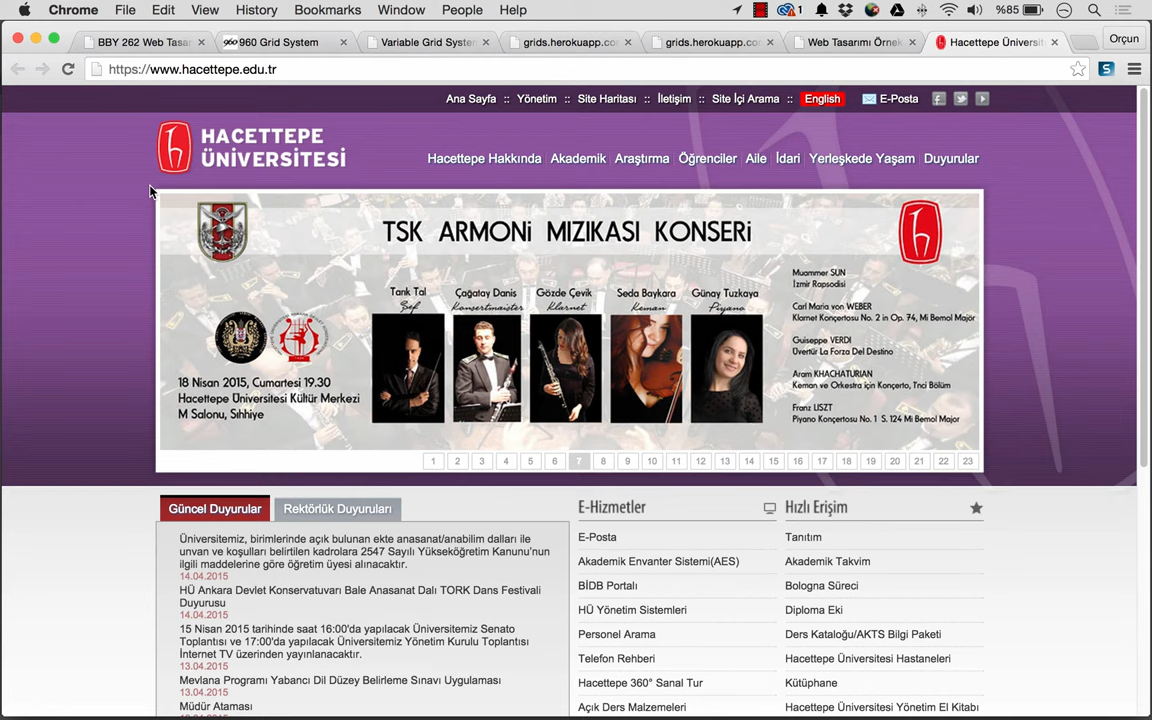 Chrome File Edit View History Bookmarks Window People Help
1 %85
BBY 262 Web Tasar
960 960 Grid System
Variable Grid System
grids.herokuapp.co
grids.herokuapp.co
Web Tasarımı Örnek
Hacettepe Üniversit
Orçun
https://www.hacettepe.edu.tr
Ana Sayfa :: Yönetim :: Site Haritası :: İletişim :: Site İçi Arama :: English E-Posta
HACETTEPE
ÜNİVERSİTESİ
Hacettepe Hakkında Akademik Araştırma Öğrenciler Aile İdari Yerleşkede Yaşam Duyurular
TSK ARMONi MIZIKASI KONSERi
Tarık Tal
Şef
Çağatay Danis
Konsertmaister
Gözde Çevik
Klarnet
Seda Baykara
Keman
Günay Tuzkaya
Piyano
18 Nisan 2015, Cumartesi 19.30
Hacettepe Üniversitesi Kültür Merkezi
M Salonu, Sıhhiye
Muammer SUN
İzmir Rapsodisi
Carl Maria von WEBER
Klarnet Konçertosu No. 2 in Op. 74, Mi Bemol Majör
Guiseppe VERDI
Üvertür La Forza Del Destino
Aram KHACHATURIAN
Keman ve Orkestra için Konçerto, 1'nci Bölüm
Franz LISZT
Piyano Konçertosu No. 1 S. 124 Mi Bemol Majör
1 2 3 4 5 6 7 8 9 10 11 12 13 14 15 16 17 18 19 20 21 22 23
Güncel Duyurular
Rektörlük Duyuruları
Üniversitemiz, birimlerinde açık bulunan ekte anasanat/anabilim dalları ile
unvan ve koşulları belirtilen kadrolara 2547 Sayılı Yükseköğretim Kanunu'nun
ilgili maddelerine göre öğretim üyesi alınacaktır.
14.04.2015
HÜ Ankara Devlet Konservatuvarı Bale Anasanat Dalı TORK Dans Festivali
Duyurusu
14.04.2015
15 Nisan 2015 tarihinde saat 16:00'da yapılacak Üniversitemiz Senato
Toplantısı ve 17:00'da yapılacak Üniversitemiz Yönetim Kurulu Toplantısı
İnternet TV üzerinden yayınlanacaktır.
13.04.2015
Mevlana Programı Yabancı Dil Düzey Belirleme Sınavı Uygulaması
13.04.2015
Müdür Ataması
E-Hizmetler
E-Posta
Akademik Envanter Sistemi(AES)
BİDB Portalı
HÜ Yönetim Sistemleri
Personel Arama
Telefon Rehberi
Hacettepe 360° Sanal Tur
Açık Ders Malzemeleri
Hızlı Erişim
Tanıtım
Akademik Takvim
Bologna Süreci
Diploma Eki
Ders Kataloğu/AKTS Bilgi Paketi
Hacettepe Üniversitesi Hastaneleri
Kütüphane
Hacettepe Üniversitesi Yönetim El Kitabı